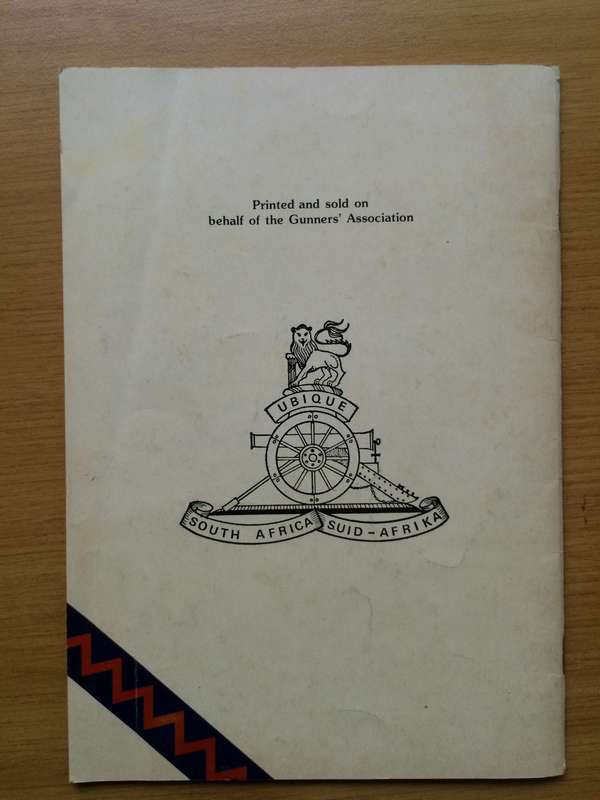 Printed and sold on
behalf of the Gunners' Association
UBIQUE
SOUTH AFRICA SUID-AFRIKA